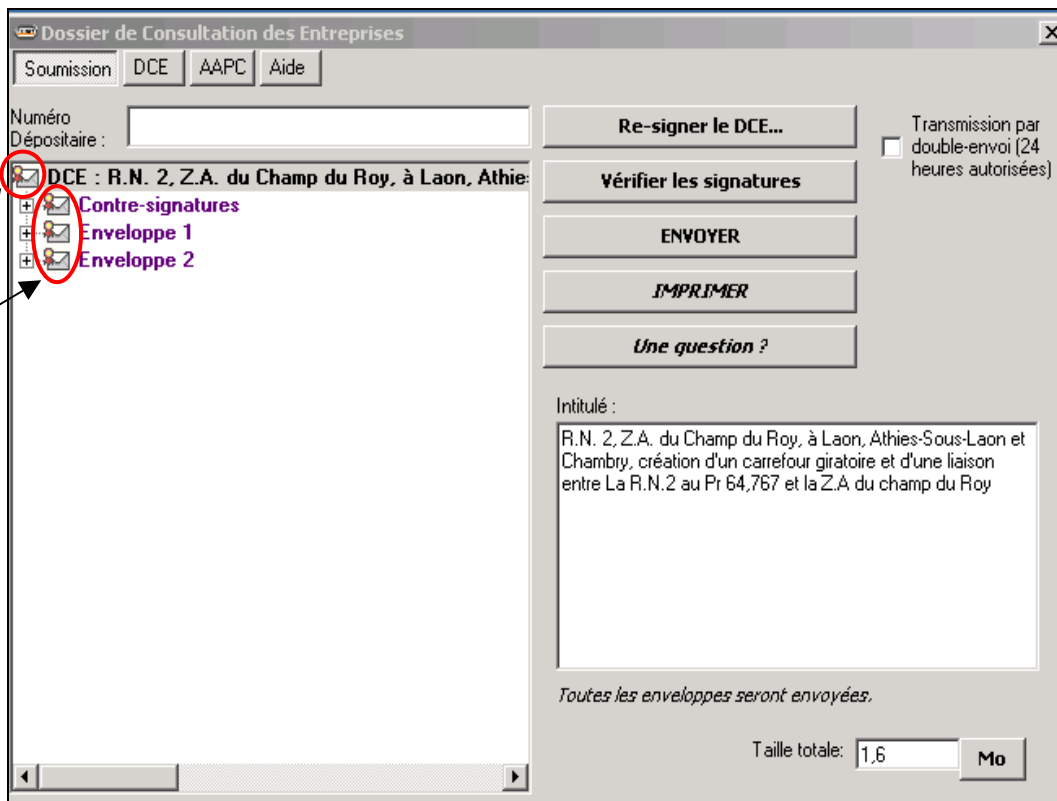 Dossier de Consultation des Entreprises
Soumission DCE AAPC Aide
Numéro
Dépositaire :
DCE : R.N. 2, Z.A. du Champ du Roy, à Laon, Athie
Contre-signatures
Enveloppe 1
Enveloppe 2
Re-signer le DCE...
Vérifier les signatures
ENVOYER
IMPRIMER
Une question ?
Transmission par
double-envoi (24
heures autorisées)
Intitulé :
R.N. 2, Z.A. du Champ du Roy, à Laon, Athies-Sous-Laon et
Chambry, création d'un carrefour giratoire et d'une liaison
entre La R.N.2 au Pr 64,767 et la Z.A du champ du Roy
Toutes les enveloppes seront envoyées.
Taille totale: 1,6 Mo